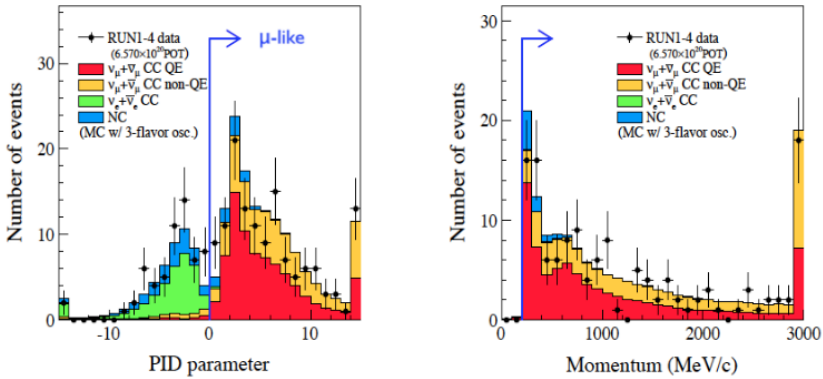 μ-like
RUN1-4 data
(6.570×10²⁰POT)
νμ+ν̅μ CC QE
νμ+ν̅μ CC non-QE
νe+ν̅e CC
NC
(MC w/ 3-flavor osc.)
Number of events
30
20
10
0
-10
0
10
PID parameter
RUN1-4 data
(6.570×10²⁰POT)
νμ+ν̅μ CC QE
νμ+ν̅μ CC non-QE
νe+ν̅e CC
NC
(MC w/ 3-flavor osc.)
Number of events
30
20
10
0
0
1000
2000
3000
Momentum (MeV/c)